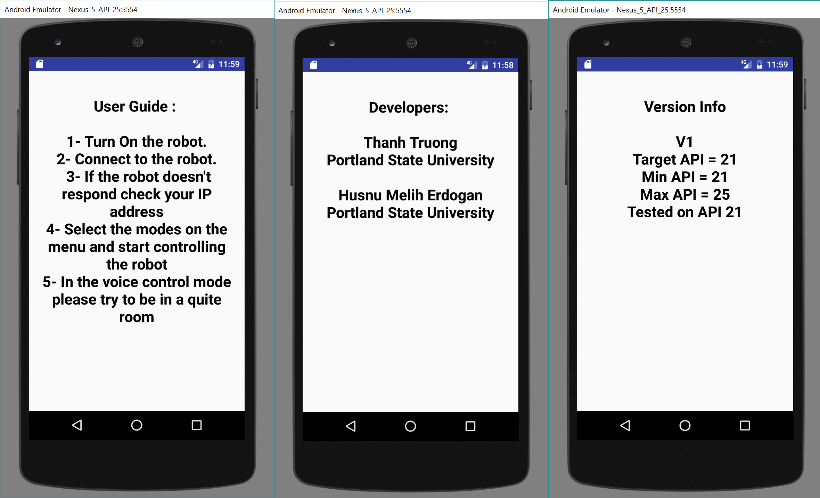 Android Emulator - Nexus_5_API_25:5554
11:59
User Guide :
1- Turn On the robot.
2- Connect to the robot.
3- If the robot doesn't
respond check your IP
address
4- Select the modes on the
menu and start controlling
the robot
5- In the voice control mode
please try to be in a quite
room
Android Emulator - Nexus_5_API_25:5554
11:58
Developers:
Thanh Truong
Portland State University
Husnu Melih Erdogan
Portland State University
Android Emulator - Nexus_5_API_25:5554
11:59
Version Info
V1
Target API = 21
Min API = 21
Max API = 25
Tested on API 21